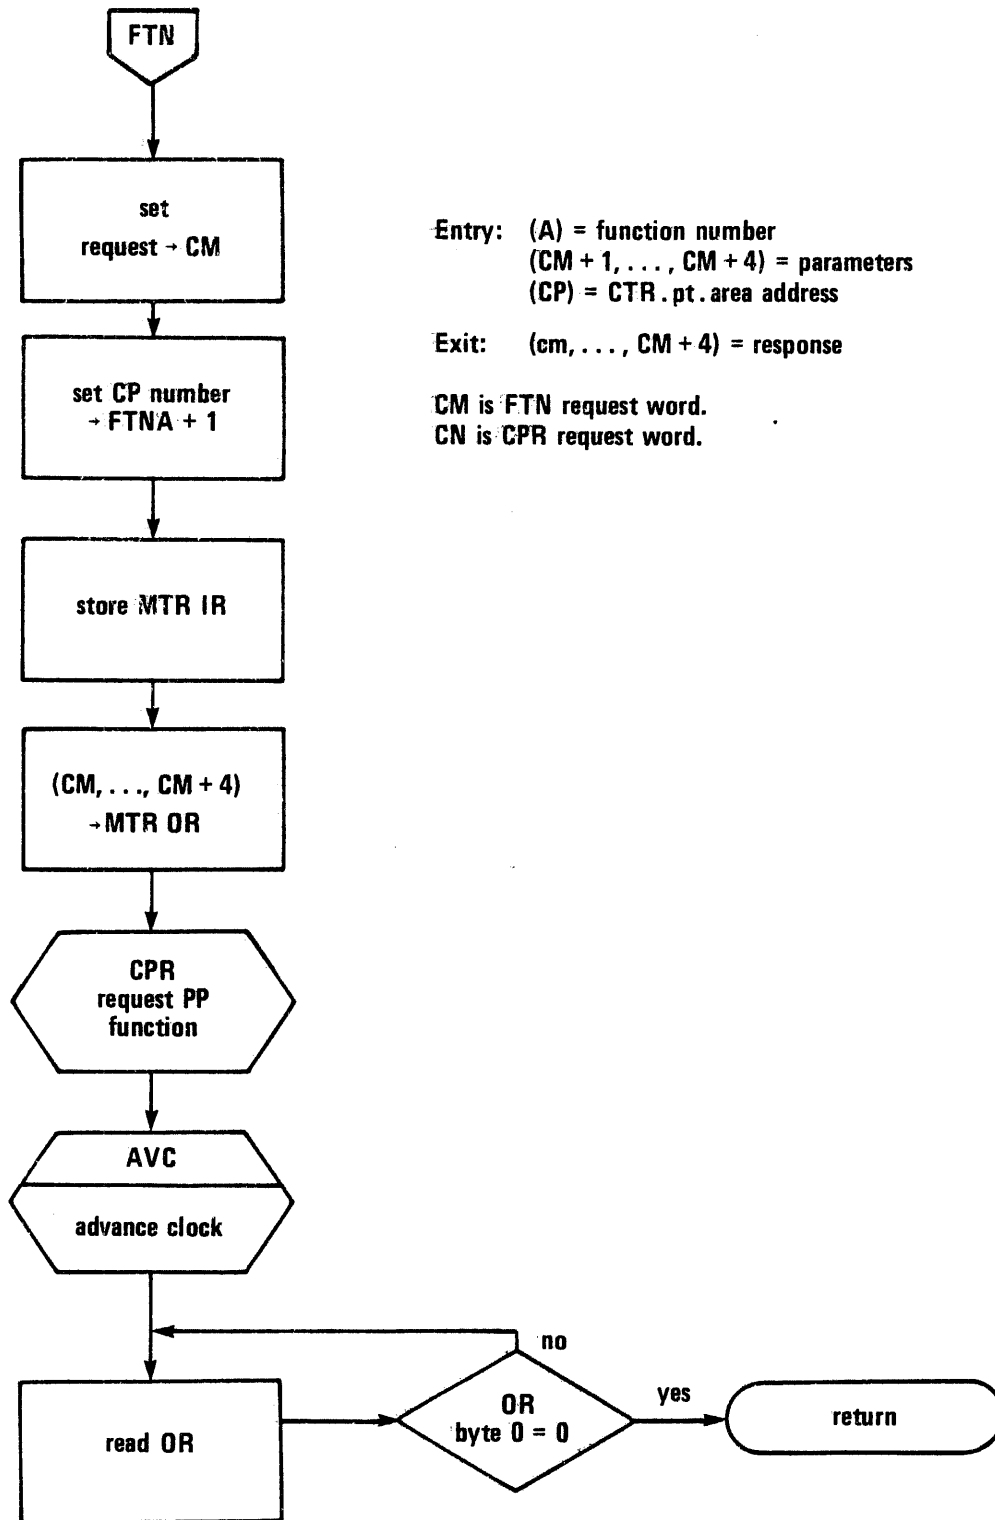 FTN
set
request → CM
Entry: (A) = function number
(CM + 1, . . . , CM + 4) = parameters
(CP) = CTR.pt.area address
Exit: (cm, . . . , CM + 4) = response
CM is FTN request word.
CN is CPR request word.
set CP number
→ FTNA + 1
store MTR IR
(CM, . . ., CM + 4)
→ MTR OR
CPR
request PP
function
AVC
advance clock
no
read OR
OR
byte 0 = 0
yes
return